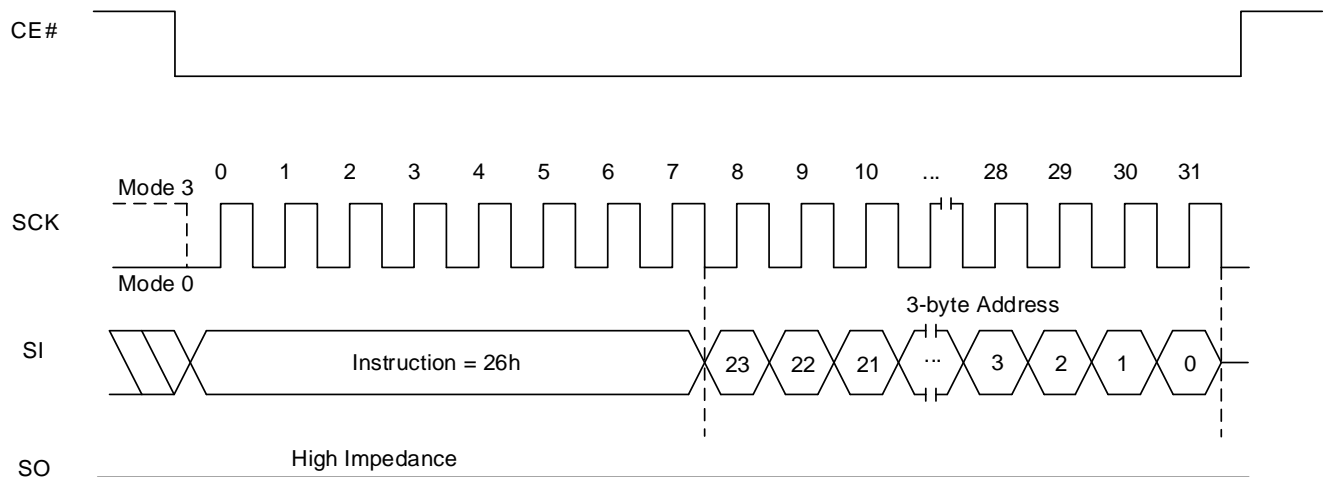 CE#
0 1 2 3 4 5 6 7 8 9 10 ... 28 29 30 31
Mode 3
SCK
Mode 0
3-byte Address
SI
Instruction = 26h
23 22 21 ... 3 2 1 0
High Impedance
SO